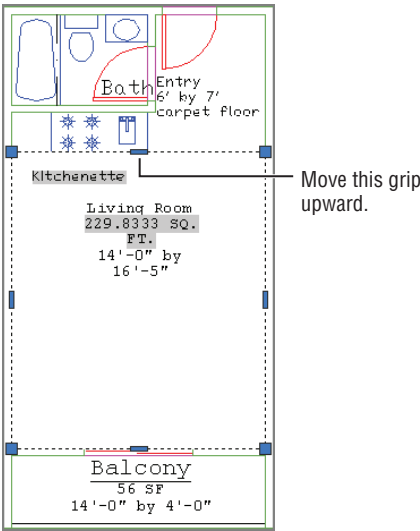 Bath
Entry
6' by 7'
carpet floor
Kitchenette
Move this grip
upward.
Living Room
229.8333 SQ.
FT.
14'-0" by
16'-5"
Balcony
56 SF
14'-0" by 4'-0"